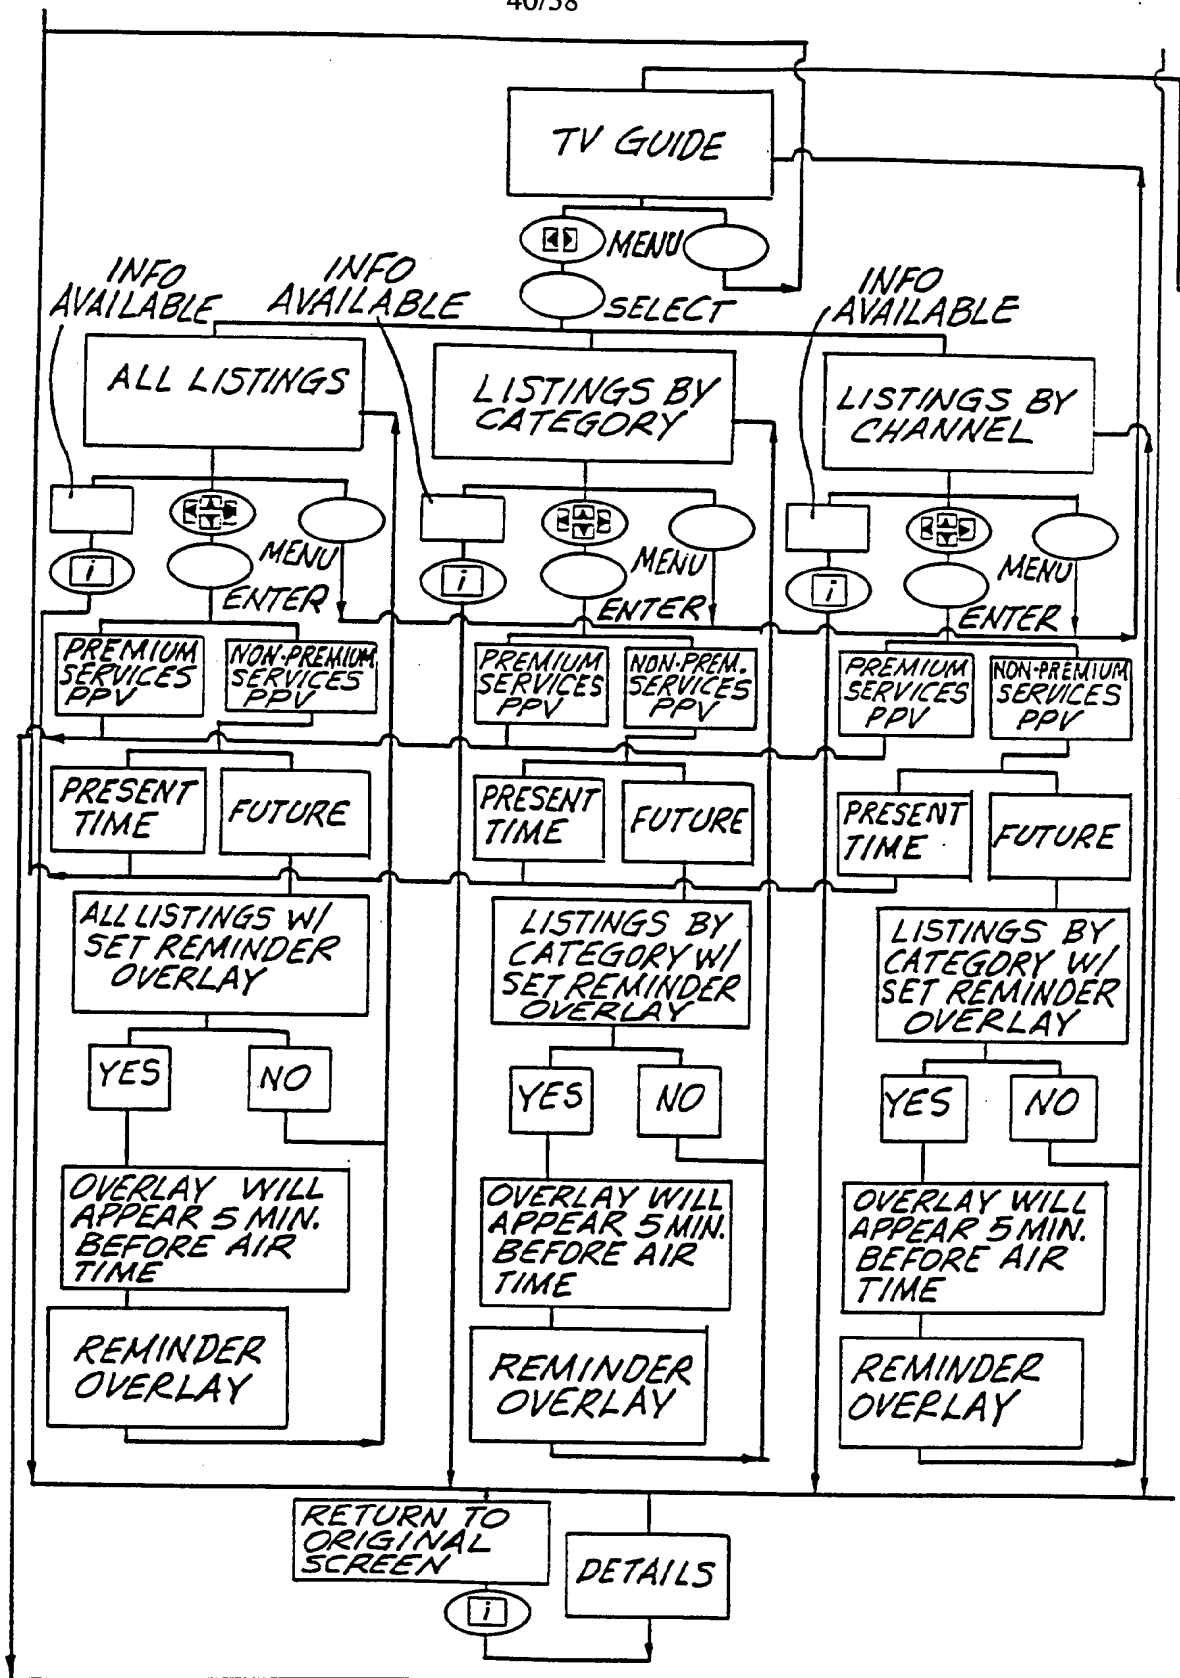 40/58
TV GUIDE
MENU
SELECT
INFO
AVAILABLE
INFO
AVAILABLE
INFO
AVAILABLE
ALL LISTINGS
LISTINGS BY
CATEGORY
LISTINGS BY
CHANNEL
i
MENU
ENTER
i
MENU
ENTER
i
MENU
ENTER
PREMIUM
SERVICES
PPV
NON-PREMIUM
SERVICES
PPV
PREMIUM
SERVICES
PPV
NON-PREM.
SERVICES
PPV
PREMIUM
SERVICES
PPV
NON-PREMIUM
SERVICES
PPV
PRESENT
TIME
FUTURE
PRESENT
TIME
FUTURE
PRESENT
TIME
FUTURE
ALL LISTINGS W/
SET REMINDER
OVERLAY
LISTINGS BY
CATEGORY W/
SET REMINDER
OVERLAY
LISTINGS BY
CATEGORY W/
SET REMINDER
OVERLAY
YES
NO
YES
NO
YES
NO
OVERLAY WILL
APPEAR 5 MIN.
BEFORE AIR
TIME
OVERLAY WILL
APPEAR 5 MIN.
BEFORE AIR
TIME
OVERLAY WILL
APPEAR 5 MIN.
BEFORE AIR
TIME
REMINDER
OVERLAY
REMINDER
OVERLAY
REMINDER
OVERLAY
RETURN TO
ORIGINAL
SCREEN
i
DETAILS